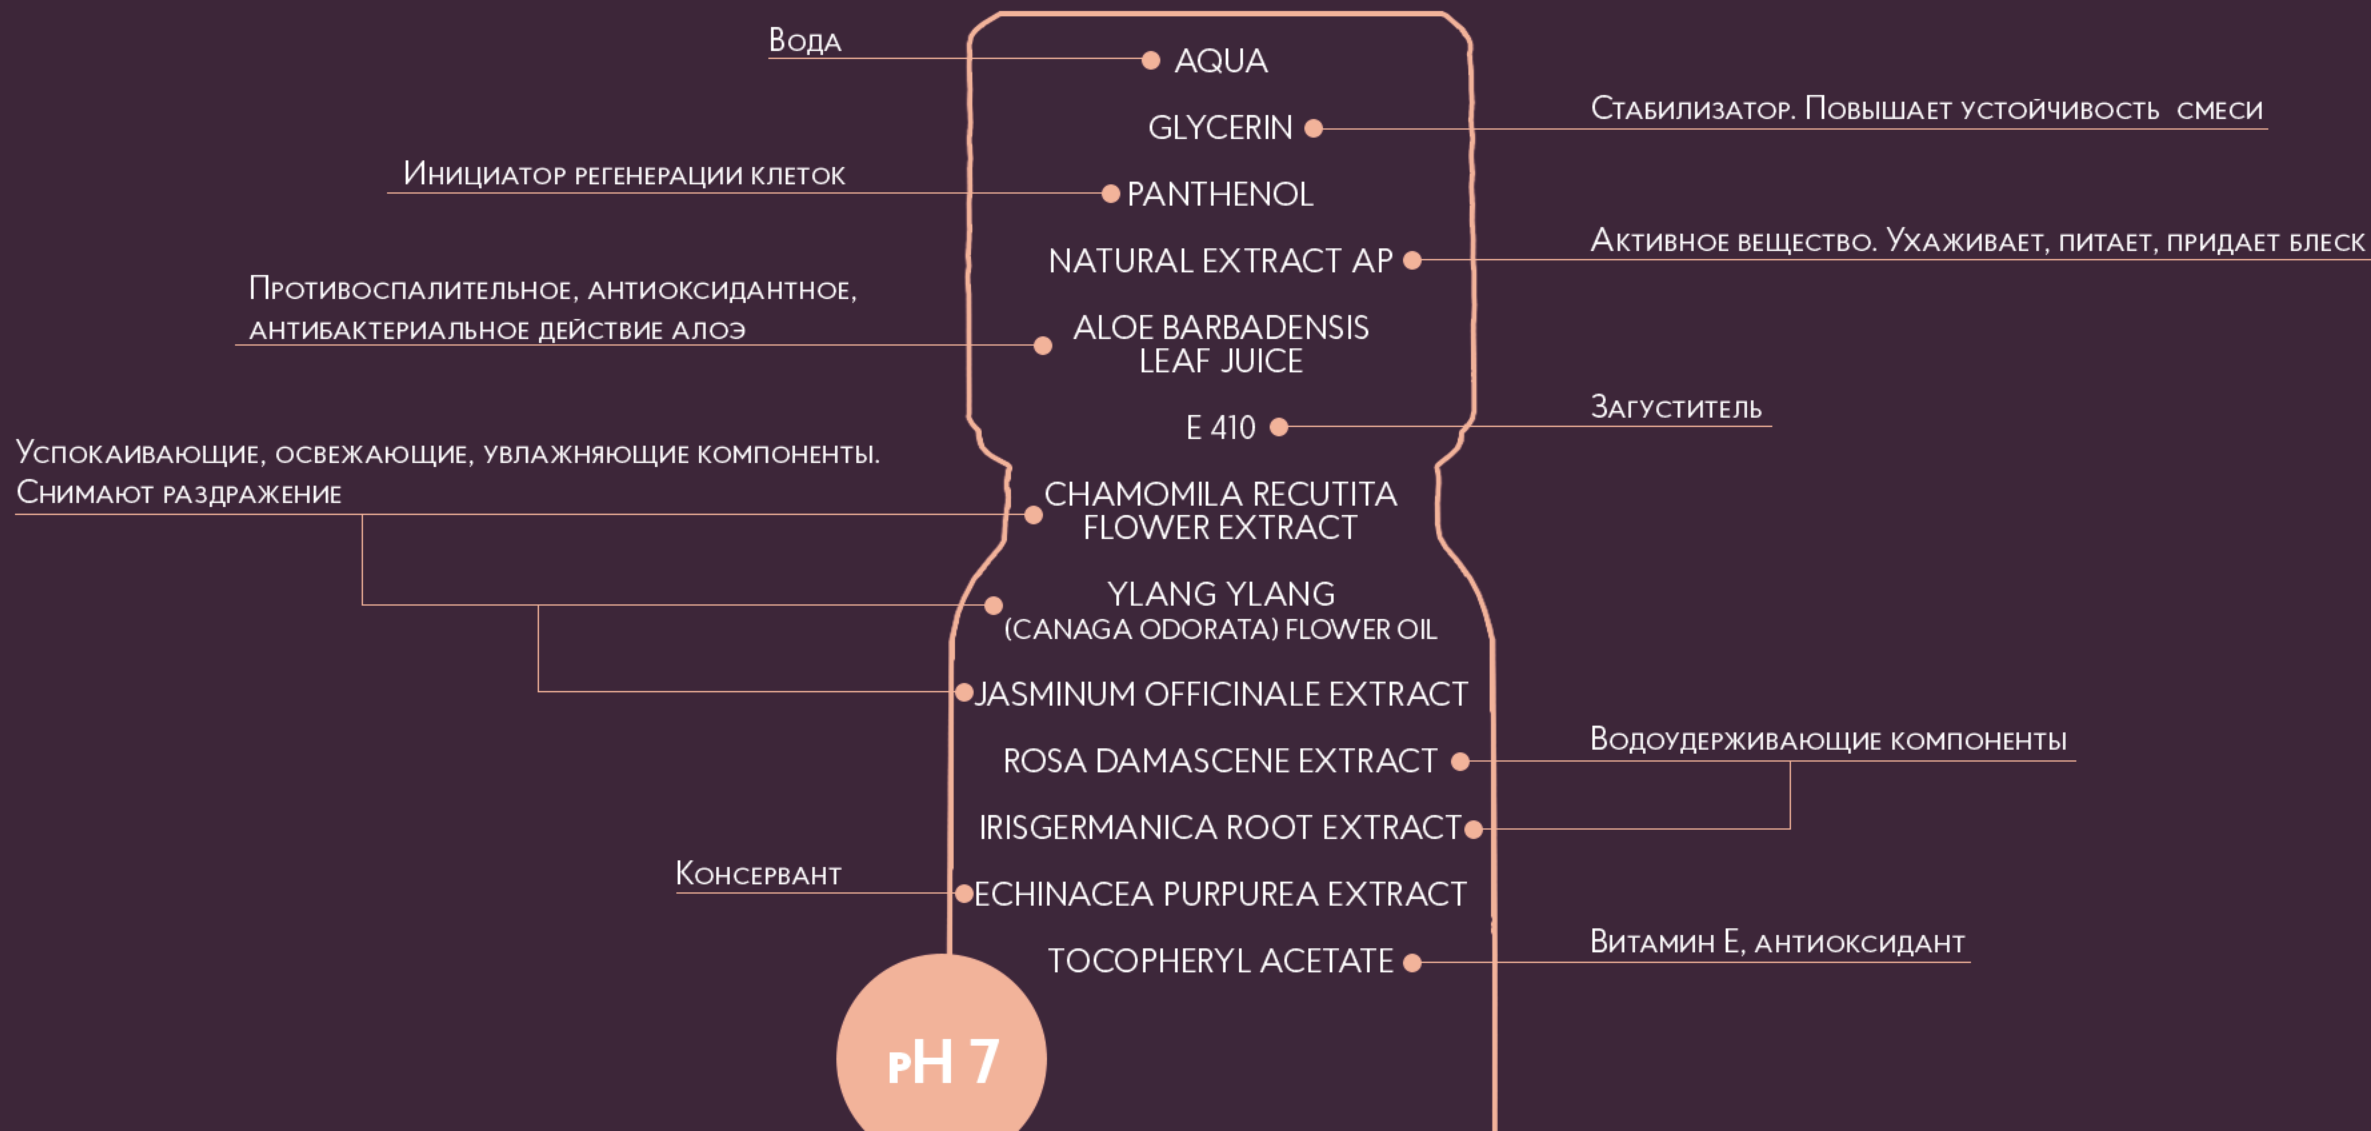 Вода
AQUA
Стабилизатор. Повышает устойчивость смеси
GLYCERIN
Инициатор регенерации клеток
PANTHENOL
Активное вещество. Ухаживает, питает, придает блеск
NATURAL EXTRACT AP
Противоспалительное, антиоксидантное,
антибактериальное действие алоэ
ALOE BARBADENSIS
LEAF JUICE
Загуститель
E 410
Успокаивающие, освежающие, увлажняющие компоненты.
Снимают раздражение
CHAMOMILA RECUTITA
FLOWER EXTRACT
YLANG YLANG
(CANAGA ODORATA) FLOWER OIL
JASMINUM OFFICINALE EXTRACT
Водоудерживающие компоненты
ROSA DAMASCENE EXTRACT
IRISGERMANICA ROOT EXTRACT
Консервант
ECHINACEA PURPUREA EXTRACT
Витамин Е, антиоксидант
TOCOPHERYL ACETATE
pH 7